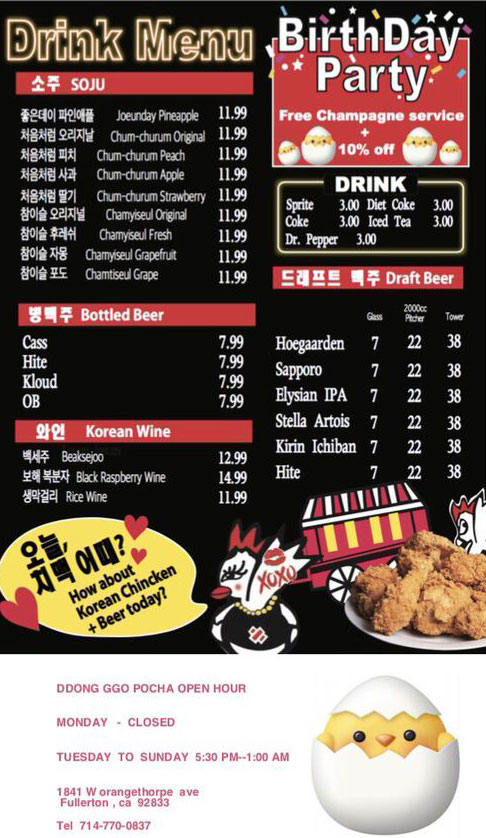 Drink Menu
소주 SOJU
좋은데이 파인애플 Joeunday Pineapple 11.99
처음처럼 오리지날 Chum-churum Original 11.99
처음처럼 피치 Chum-churum Peach 11.99
처음처럼 사과 Chum-churum Apple 11.99
처음처럼 딸기 Chum-churum Strawberry 11.99
참이슬 오리지널 Chamyiseul Original 11.99
참이슬 후레쉬 Chamyiseul Fresh 11.99
참이슬 자몽 Chamyiseul Grapefruit 11.99
참이슬 포도 Chamtiseul Grape 11.99
병맥주 Bottled Beer
Cass 7.99
Hite 7.99
Kloud 7.99
OB 7.99
와인 Korean Wine
백세주 Beaksejoo 12.99
보해 복분자 Black Raspberry Wine 14.99
생막걸리 Rice Wine 11.99
오늘,
치맥 어때?
How about
Korean Chincken
+ Beer today?
BirthDay
Party
Free Champagne service
+
10% off
DRINK
Sprite 3.00 Diet Coke 3.00
Coke 3.00 Iced Tea 3.00
Dr. Pepper 3.00
드래프트 맥주 Draft Beer
Glass 2000cc Pitcher Tower
Hoegaarden 7 22 38
Sapporo 7 22 38
Elysian IPA 7 22 38
Stella Artois 7 22 38
Kirin Ichiban 7 22 38
Hite 7 22 38
XOXO
DDONG GGO POCHA OPEN HOUR
MONDAY - CLOSED
TUESDAY TO SUNDAY 5:30 PM--1:00 AM
1841 W orangethorpe ave
Fullerton , ca 92833
Tel 714-770-0837